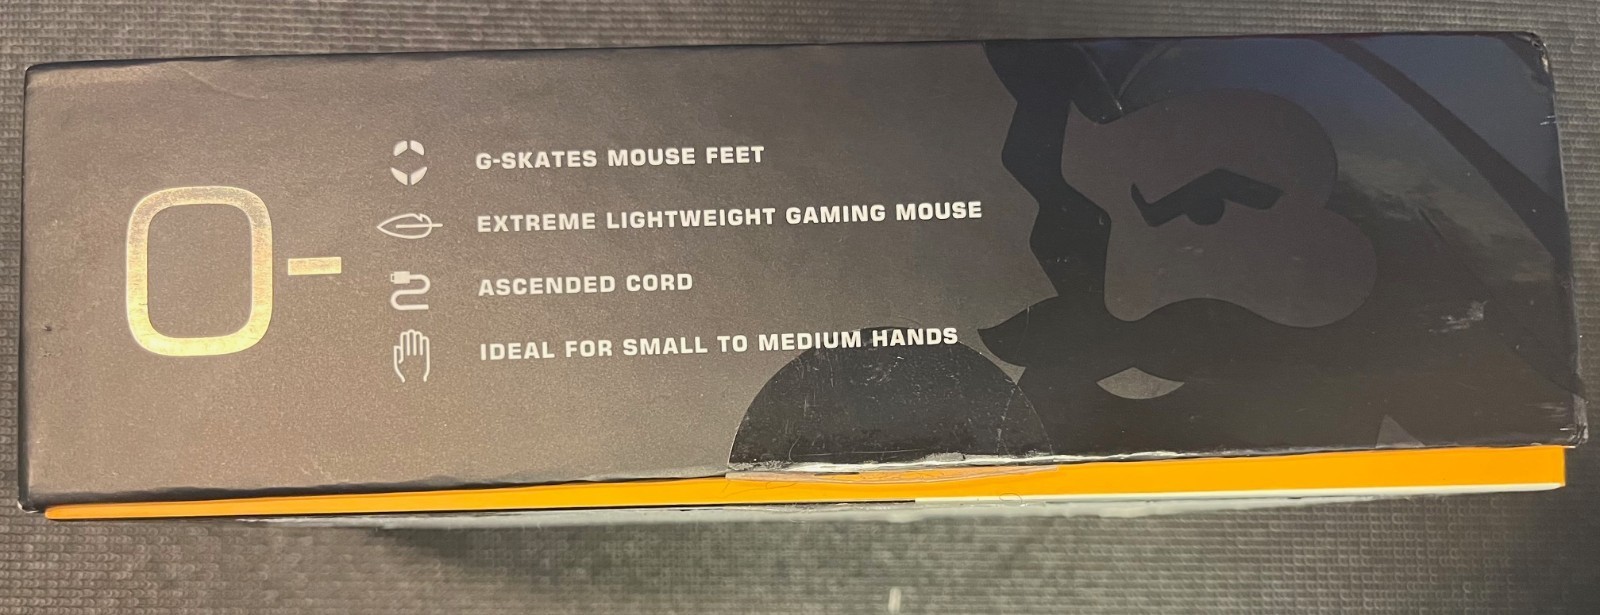 O-
G-SKATES MOUSE FEET
EXTREME LIGHTWEIGHT GAMING MOUSE
ASCENDED CORD
IDEAL FOR SMALL TO MEDIUM HANDS